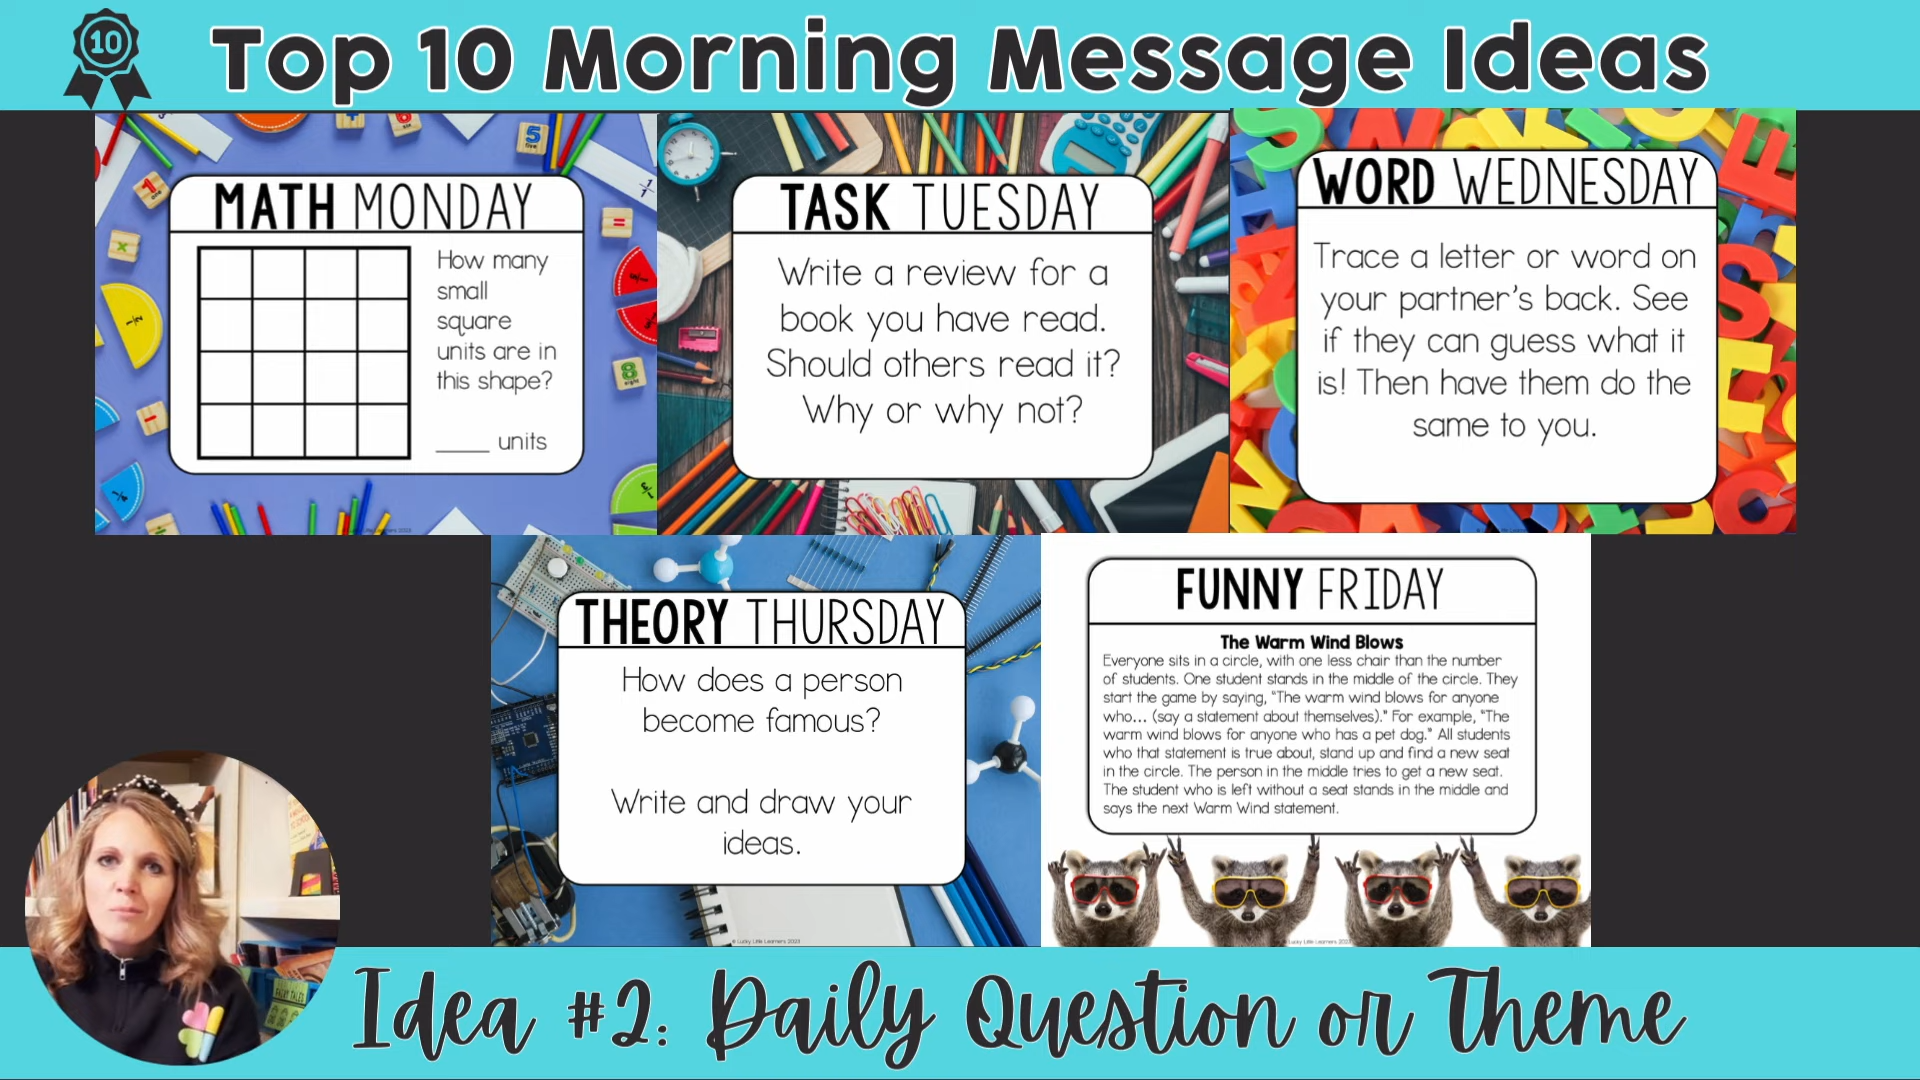 10
Top 10 Morning Message Ideas
MATH MONDAY
How many
small
square
units are in
this shape?
____ units
TASK TUESDAY
Write a review for a
book you have read.
Should others read it?
Why or why not?
WORD WEDNESDAY
Trace a letter or word on
your partner's back. See
if they can guess what it
is! Then have them do the
same to you.
THEORY THURSDAY
How does a person
become famous?
Write and draw your
ideas.
© Lucky Little Learners 2023
FUNNY FRIDAY
The Warm Wind Blows
Everyone sits in a circle, with one less chair than the number
of students. One student stands in the middle of the circle. They
start the game by saying, "The warm wind blows for anyone
who... (say a statement about themselves)." For example, "The
warm wind blows for anyone who has a pet dog." All students
who that statement is true about, stand up and find a new seat
in the circle. The person in the middle tries to get a new seat.
The student who is left without a seat stands in the middle and
says the next Warm Wind statement.
Idea #2: Daily Question or Theme